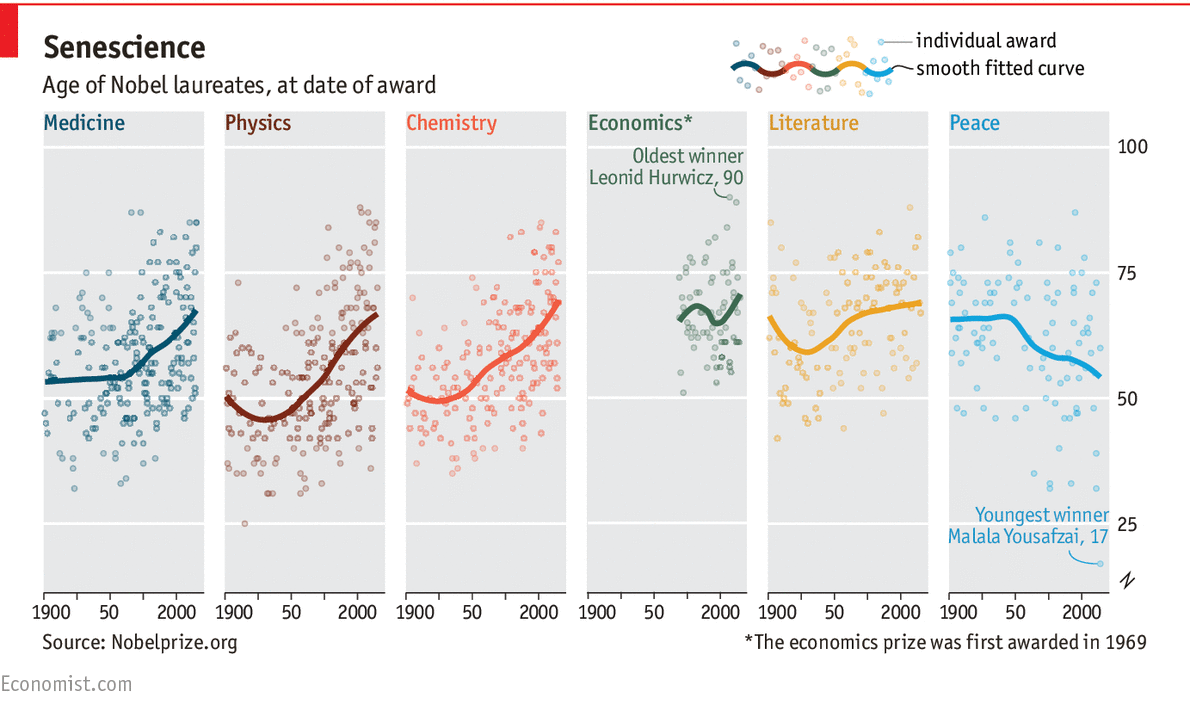 Senescience
Age of Nobel laureates, at date of award
individual award
smooth fitted curve
Medicine
Physics
Chemistry
Economics*
Literature
Peace
Oldest winner
Leonid Hurwicz, 90
100
75
50
25
Youngest winner
Malala Yousafzai, 17
1900 50 2000
1900 50 2000
1900 50 2000
1900 50 2000
1900 50 2000
1900 50 2000
Source: Nobelprize.org
*The economics prize was first awarded in 1969
Economist.com